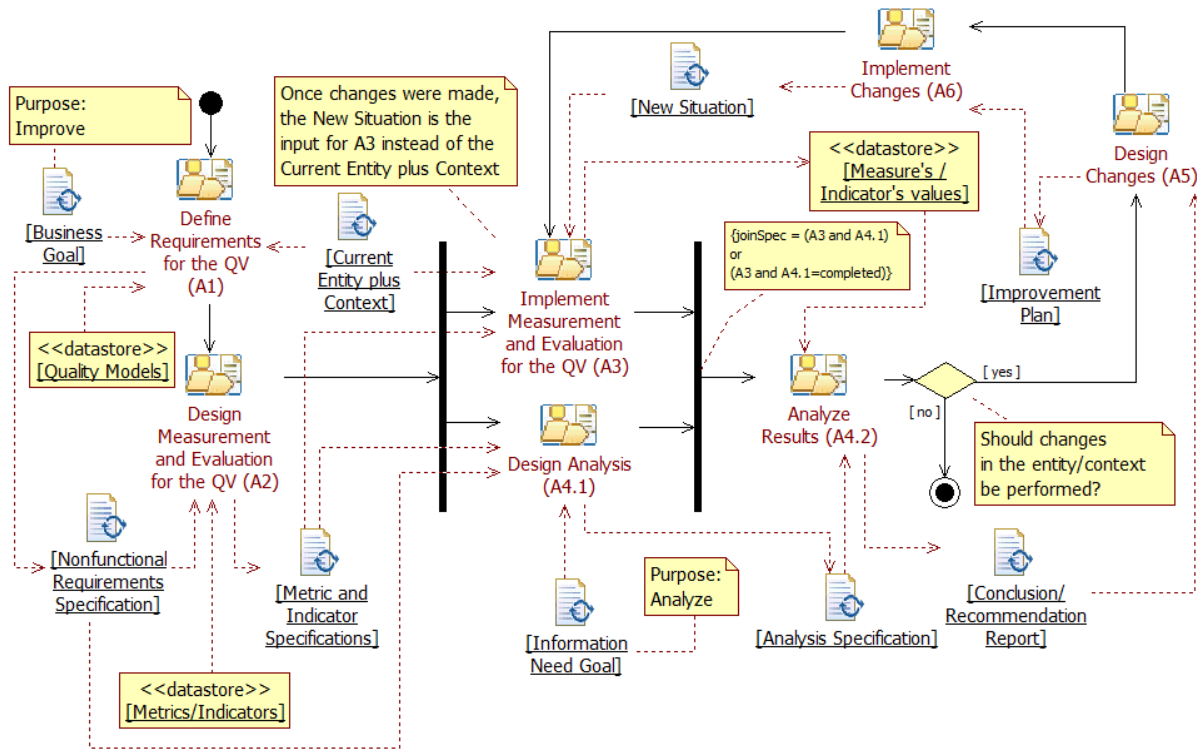 Purpose:
Improve
[Business
Goal]
Define
Requirements
for the QV
(A1)
<<datastore>>
[Quality Models]
Once changes were made,
the New Situation is the
input for A3 instead of the
Current Entity plus Context
[Current
Entity plus
Context]
Design
Measurement
and Evaluation
for the QV (A2)
[Nonfunctional
Requirements
Specification]
<<datastore>>
[Metrics/Indicators]
[Metric and
Indicator
Specifications]
[New Situation]
Implement
Changes (A6)
Implement
Measurement
and Evaluation
for the QV (A3)
Design Analysis
(A4.1)
[Information
Need Goal]
Purpose:
Analyze
<<datastore>>
[Measure's /
Indicator's values]
{joinSpec = (A3 and A4.1)
or
(A3 and A4.1=completed)}
Analyze
Results (A4.2)
[Analysis Specification]
[Conclusion/
Recommendation
Report]
[ yes ]
[ no ]
Should changes
in the entity/context
be performed?
Design
Changes (A5)
[Improvement
Plan]